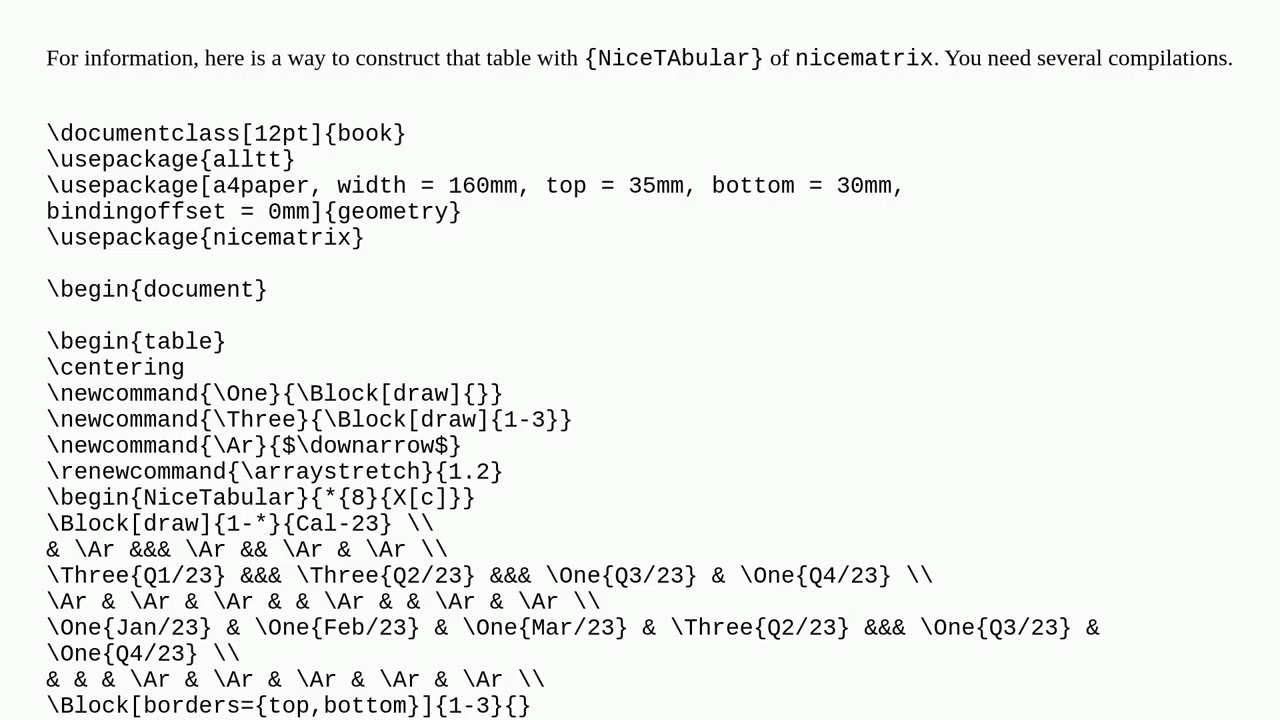 For information, here is a way to construct that table with {NiceTAbular} of nicematrix. You need several compilations.
\documentclass[12pt]{book}
\usepackage{alltt}
\usepackage[a4paper, width = 160mm, top = 35mm, bottom = 30mm,
bindingoffset = 0mm]{geometry}
\usepackage{nicematrix}
\begin{document}
\begin{table}
\centering
\newcommand{\One}{\Block[draw]{}}
\newcommand{\Three}{\Block[draw]{1-3}}
\newcommand{\Ar}{$\downarrow$}
\renewcommand{\arraystretch}{1.2}
\begin{NiceTabular}{*{8}{X[c]}}
\Block[draw]{1-*}{Cal-23} \\
& \Ar &&& \Ar && \Ar & \Ar \\
\Three{Q1/23} &&& \Three{Q2/23} &&& \One{Q3/23} & \One{Q4/23} \\
\Ar & \Ar & \Ar & & \Ar & & \Ar & \Ar \\
\One{Jan/23} & \One{Feb/23} & \One{Mar/23} & \Three{Q2/23} &&& \One{Q3/23} &
\One{Q4/23} \\
& & & \Ar & \Ar & \Ar & \Ar & \Ar \\
\Block[borders={top,bottom}]{1-3}{}